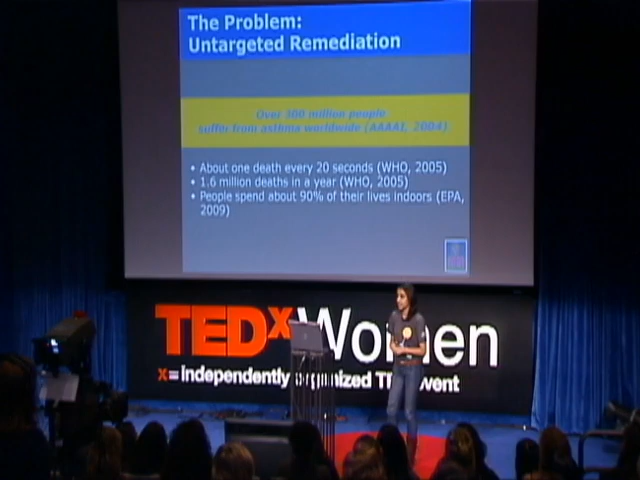 The Problem:
Untargeted Remediation
Over 300 million people
suffer from asthma worldwide (AAAAI, 2004)
• About one death every 20 seconds (WHO, 2005)
• 1.6 million deaths in a year (WHO, 2005)
• People spend about 90% of their lives indoors (EPA,
2009)
TEDxWomen
x = independently organized TED event